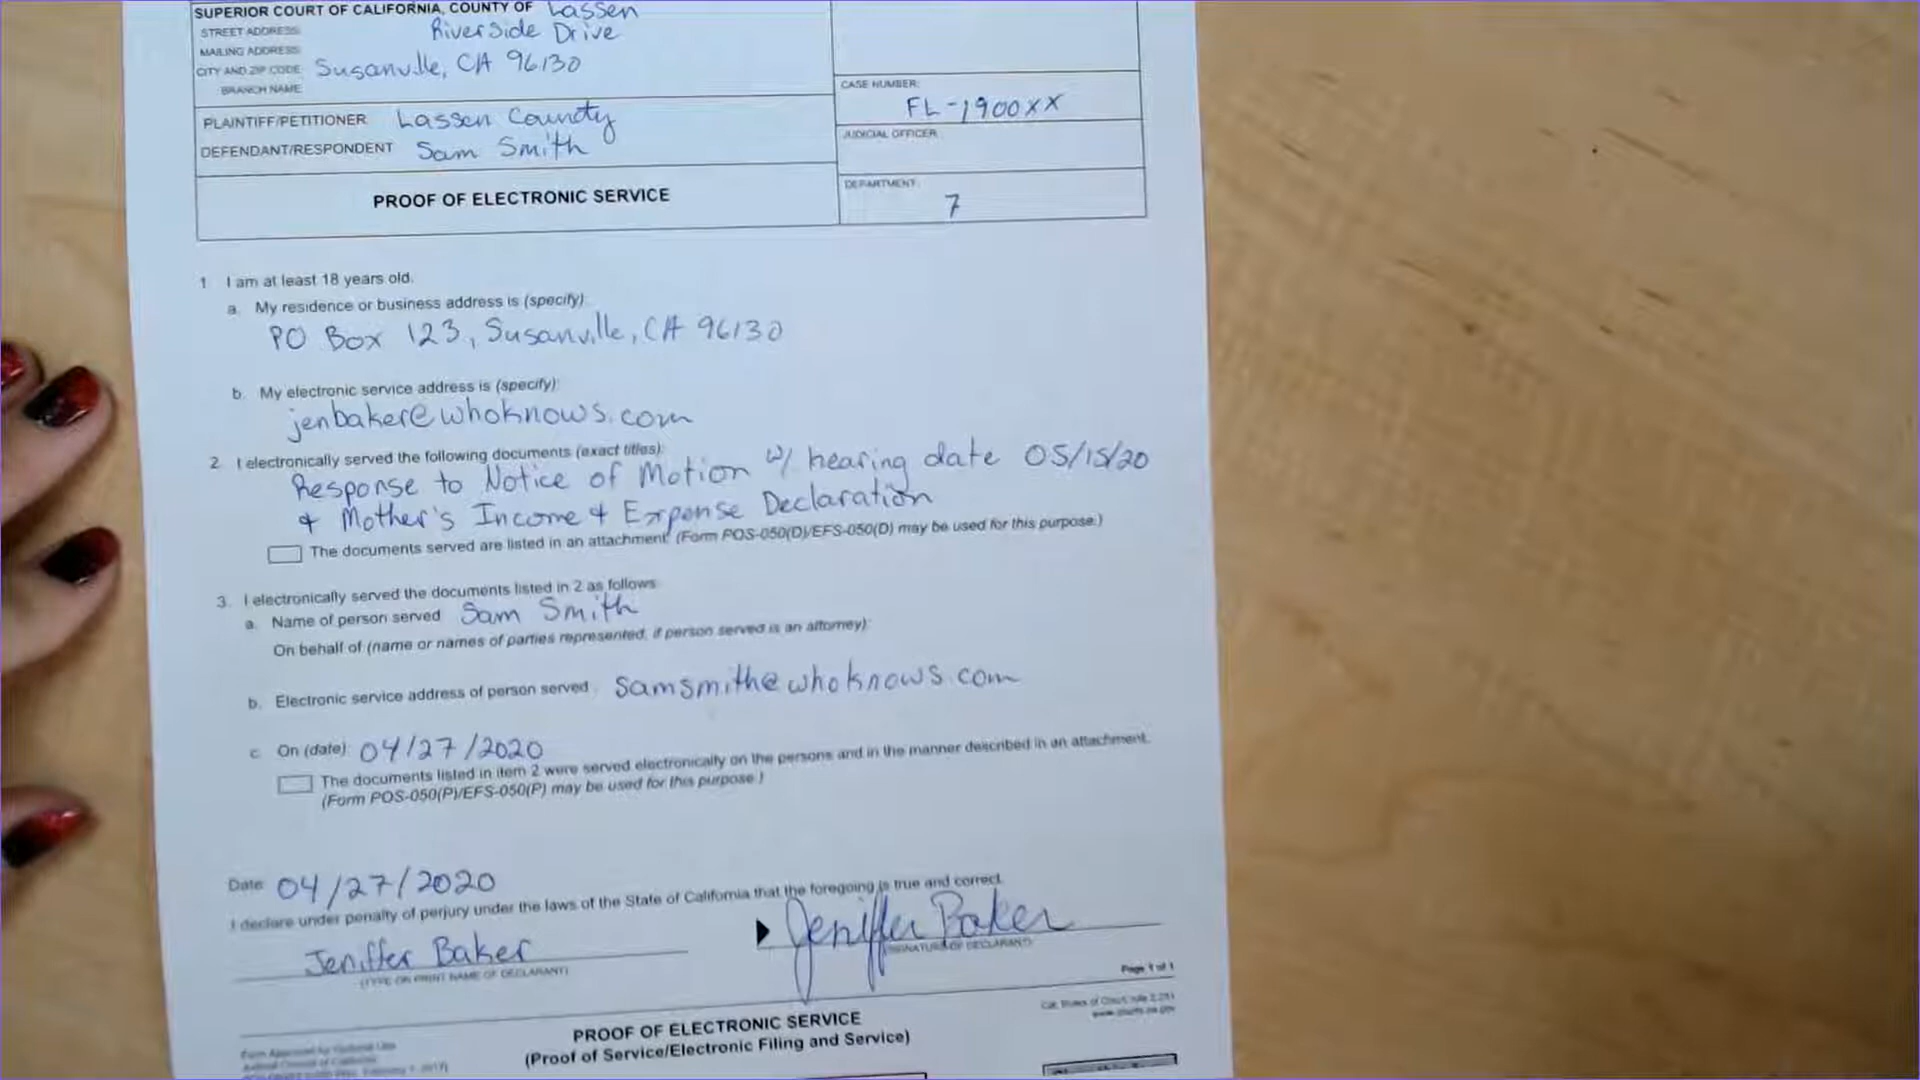 SUPERIOR COURT OF CALIFORNIA, COUNTY OF Lassen
STREET ADDRESS: Riverside Drive
MAILING ADDRESS:
CITY AND ZIP CODE: Susanville, CA 96130
BRANCH NAME:
PLAINTIFF/PETITIONER Lassen County
DEFENDANT/RESPONDENT Sam Smith
CASE NUMBER:
FL-1900XX
JUDICIAL OFFICER:
PROOF OF ELECTRONIC SERVICE
DEPARTMENT:
7
1. I am at least 18 years old.
a. My residence or business address is (specify):
PO Box 123, Susanville, CA 96130
b. My electronic service address is (specify):
jenbaker@whoknows.com
2. I electronically served the following documents (exact titles):
Response to Notice of Motion w/ hearing date 05/15/20
& Mother's Income & Expense Declaration
The documents served are listed in an attachment. (Form POS-050(D)/EFS-050(D) may be used for this purpose.)
3. I electronically served the documents listed in 2 as follows:
a. Name of person served Sam Smith
On behalf of (name or names of parties represented, if person served is an attorney):
b. Electronic service address of person served: samsmith@whoknows.com
c. On (date): 04/27/2020
The documents listed in item 2 were served electronically on the persons and in the manner described in an attachment.
(Form POS-050(P)/EFS-050(P) may be used for this purpose.)
Date: 04/27/2020
I declare under penalty of perjury under the laws of the State of California that the foregoing is true and correct.
Jeniffer Baker
(TYPE OR PRINT NAME OF DECLARANT)
Jeniffer Baker
(SIGNATURE OF DECLARANT)
Page 1 of 1
Form Approved for Optional Use
Judicial Council of California
PROOF OF ELECTRONIC SERVICE
(Proof of Service/Electronic Filing and Service)
Cal. Rules of Court, rule 2.251
www.courts.ca.gov